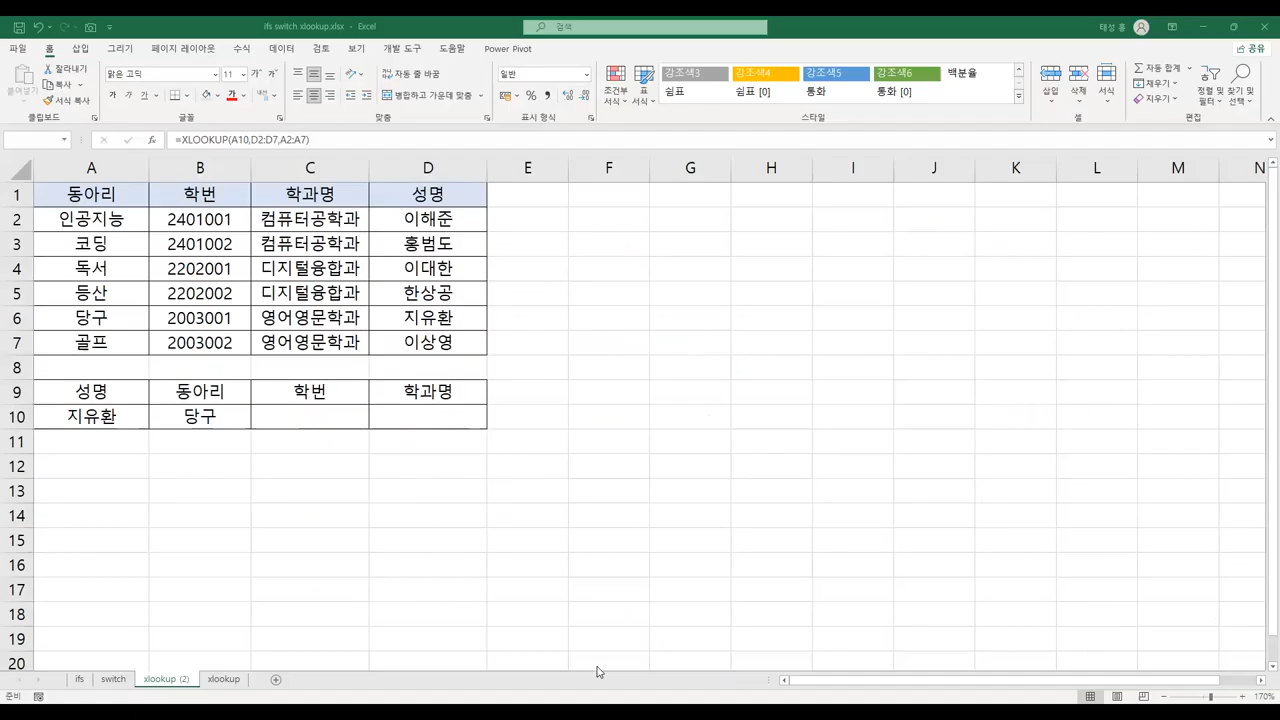 ifs switch xlookup.xlsx - Excel
검색
태성 홍
파일 홈 삽입 그리기 페이지 레이아웃 수식 데이터 검토 보기 개발 도구 도움말 Power Pivot
공유
잘라내기
복사
서식 복사
붙여넣기
클립보드
맑은 고딕 11
가 가 가
글꼴
자동 줄 바꿈
병합하고 가운데 맞춤
맞춤
일반
표시 형식
조건부 서식
표 서식
강조색3 강조색4 강조색5 강조색6 백분율
쉼표 쉼표 [0] 통화 통화 [0]
스타일
삽입 삭제 서식
셀
자동 합계
채우기
지우기
정렬 및 필터
찾기 및 선택
편집
=XLOOKUP(A10,D2:D7,A2:A7)
A B C D E F G H I J K L M N
1 동아리 학번 학과명 성명
2 인공지능 2401001 컴퓨터공학과 이해준
3 코딩 2401002 컴퓨터공학과 홍범도
4 독서 2202001 디지털융합과 이대한
5 등산 2202002 디지털융합과 한상공
6 당구 2003001 영어영문학과 지유환
7 골프 2003002 영어영문학과 이상영
8
9 성명 동아리 학번 학과명
10 지유환 당구
11
12
13
14
15
16
17
18
19
20
ifs switch xlookup (2) xlookup
준비
170%